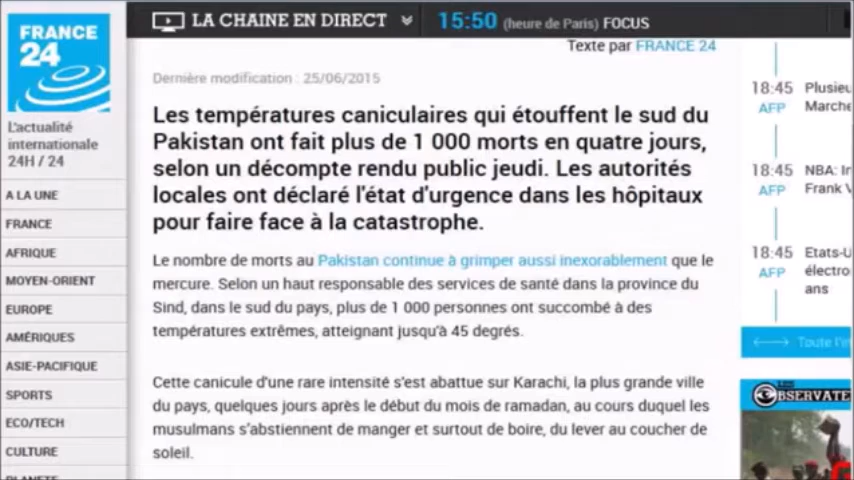 LA CHAINE EN DIRECT
15:50 (heure de Paris) FOCUS
FRANCE
24
L'actualité
internationale
24H / 24
A LA UNE
FRANCE
AFRIQUE
MOYEN-ORIENT
EUROPE
AMÉRIQUES
ASIE-PACIFIQUE
SPORTS
ECO/TECH
CULTURE
Texte par FRANCE 24
Dernière modification : 25/06/2015
Les températures caniculaires qui étouffent le sud du
Pakistan ont fait plus de 1 000 morts en quatre jours,
selon un décompte rendu public jeudi. Les autorités
locales ont déclaré l'état d'urgence dans les hôpitaux
pour faire face à la catastrophe.
Le nombre de morts au Pakistan continue à grimper aussi inexorablement que le
mercure. Selon un haut responsable des services de santé dans la province du
Sind, dans le sud du pays, plus de 1 000 personnes ont succombé à des
températures extrêmes, atteignant jusqu'à 45 degrés.
Cette canicule d'une rare intensité s'est abattue sur Karachi, la plus grande ville
du pays, quelques jours après le début du mois de ramadan, au cours duquel les
musulmans s'abstiennent de manger et surtout de boire, du lever au coucher de
soleil.
18:45 Plusieu
AFP Marche
18:45 NBA: In
AFP Frank V
18:45 Etats-U
AFP électro
ans
Toute l'
BSERVATE